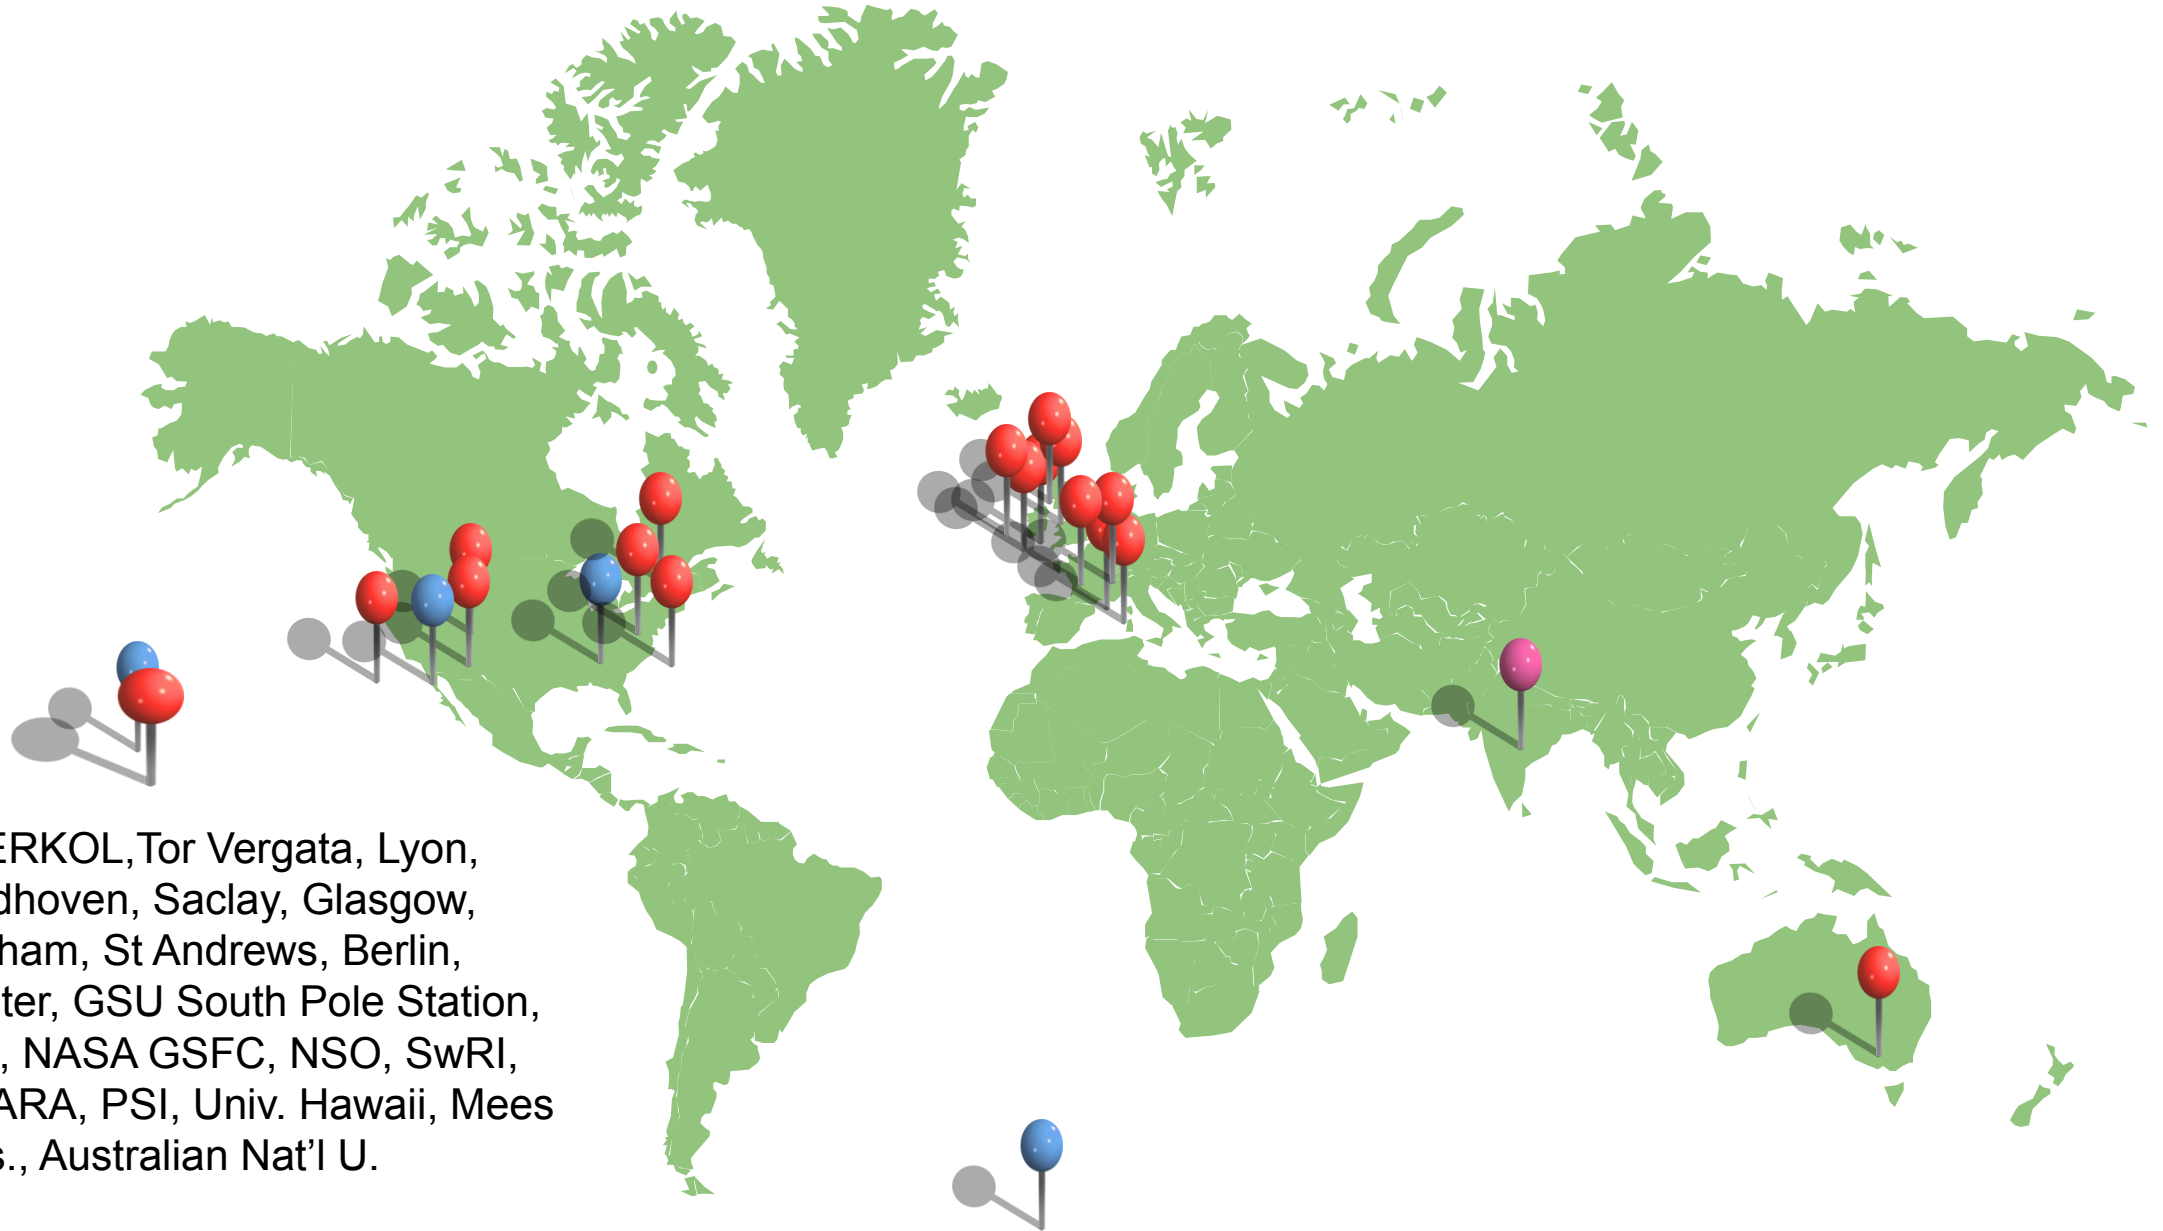 ERKOL,Tor Vergata, Lyon,
dhoven, Saclay, Glasgow,
ham, St Andrews, Berlin,
ter, GSU South Pole Station,
, NASA GSFC, NSO, SwRI,
ARA, PSI, Univ. Hawaii, Mees
s., Australian Nat’l U.